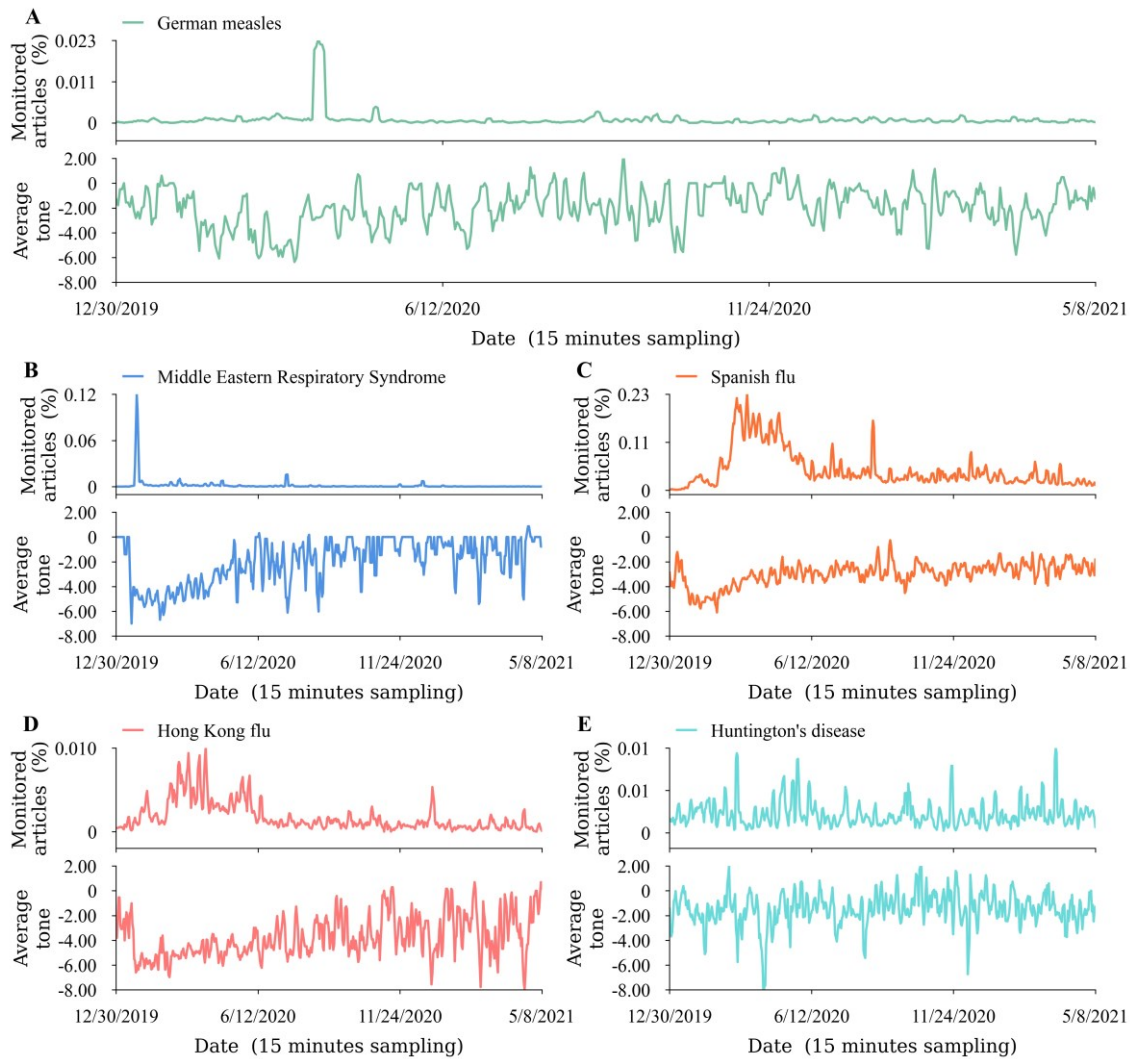 A
German measles
Monitored
articles (%)
0.023
0.011
0
Average
tone
2.00
0
-2.00
-4.00
-6.00
-8.00
12/30/2019
6/12/2020
11/24/2020
5/8/2021
Date (15 minutes sampling)
B
Middle Eastern Respiratory Syndrome
Monitored
articles (%)
0.12
0.06
0
Average
tone
2.00
0
-2.00
-4.00
-6.00
-8.00
12/30/2019
6/12/2020
11/24/2020
5/8/2021
Date (15 minutes sampling)
C
Spanish flu
Monitored
articles (%)
0.23
0.11
0
Average
tone
2.00
0
-2.00
-4.00
-6.00
-8.00
12/30/2019
6/12/2020
11/24/2020
5/8/2021
Date (15 minutes sampling)
D
Hong Kong flu
Monitored
articles (%)
0.010
0
Average
tone
2.00
0
-2.00
-4.00
-6.00
-8.00
12/30/2019
6/12/2020
11/24/2020
5/8/2021
Date (15 minutes sampling)
E
Huntington's disease
Monitored
articles (%)
0.01
0.01
0
Average
tone
2.00
0
-2.00
-4.00
-6.00
-8.00
12/30/2019
6/12/2020
11/24/2020
5/8/2021
Date (15 minutes sampling)